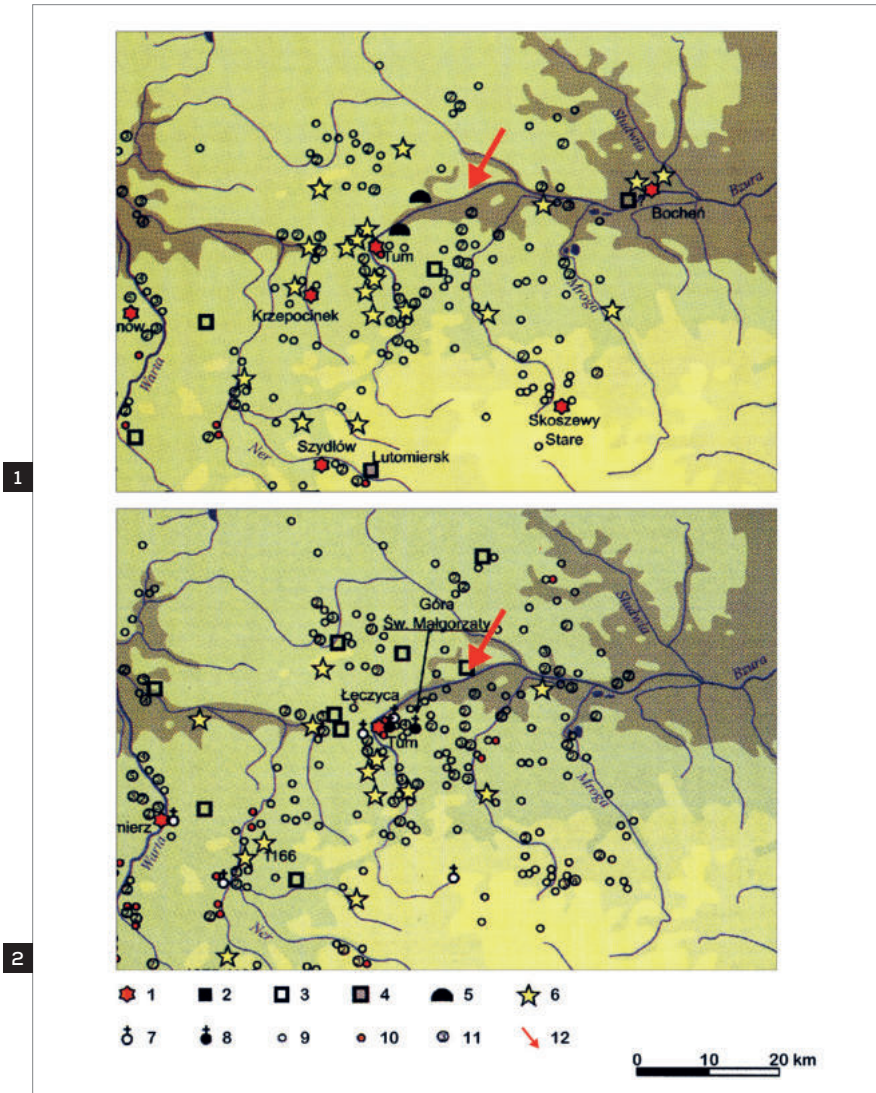 Słudwia
Bzura
Bocheń
Tum
Krzepocinek
nów
Warta
Mroga
Skoszewy
Stare
Szydłów
Lutomiersk
Ner
1
Góra
Św. Małgorzaty
Słudwia
Bzura
Łęczyca
Tum
Mroga
mierz
Warta
1166
Ner
2
1 2 3 4 5 6
7 8 9 10 11 12
0 10 20 km